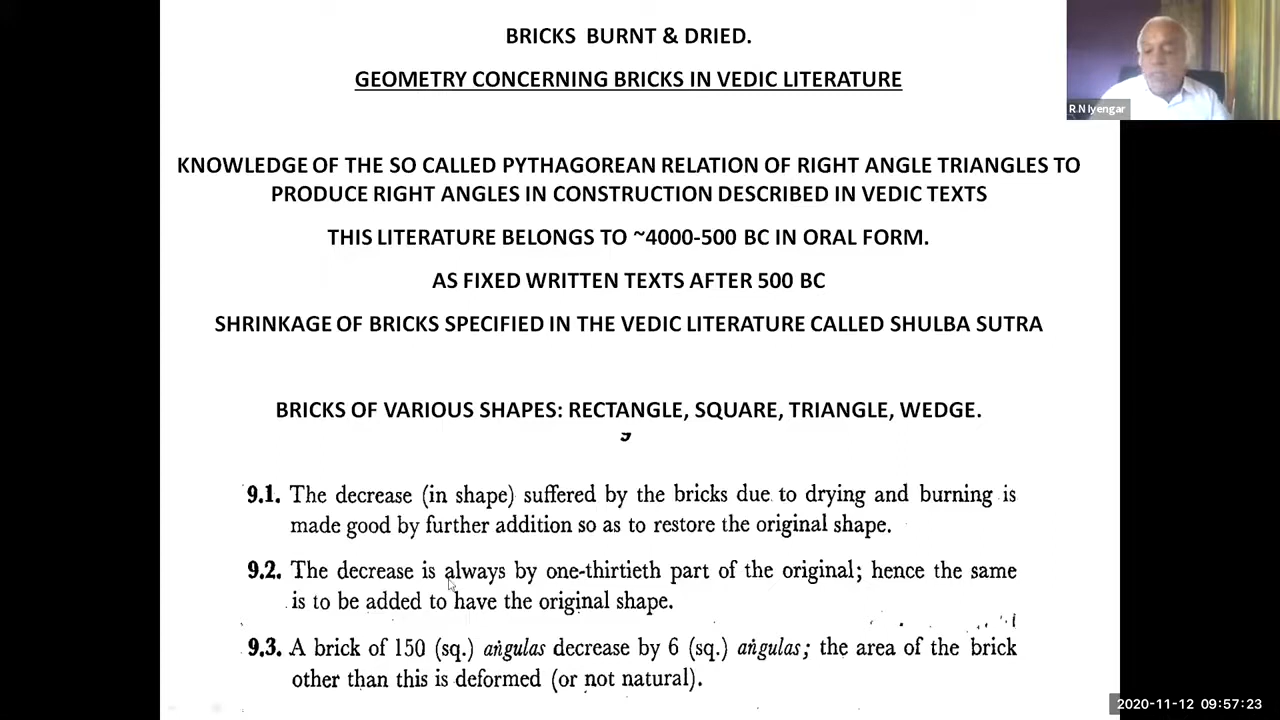 BRICKS BURNT & DRIED.
GEOMETRY CONCERNING BRICKS IN VEDIC LITERATURE
R N Iyengar
KNOWLEDGE OF THE SO CALLED PYTHAGOREAN RELATION OF RIGHT ANGLE TRIANGLES TO
PRODUCE RIGHT ANGLES IN CONSTRUCTION DESCRIBED IN VEDIC TEXTS
THIS LITERATURE BELONGS TO ~4000-500 BC IN ORAL FORM.
AS FIXED WRITTEN TEXTS AFTER 500 BC
SHRINKAGE OF BRICKS SPECIFIED IN THE VEDIC LITERATURE CALLED SHULBA SUTRA
BRICKS OF VARIOUS SHAPES: RECTANGLE, SQUARE, TRIANGLE, WEDGE.
9.1. The decrease (in shape) suffered by the bricks due to drying and burning is
made good by further addition so as to restore the original shape.
9.2. The decrease is always by one-thirtieth part of the original; hence the same
is to be added to have the original shape.
9.3. A brick of 150 (sq.) aṅgulas decrease by 6 (sq.) aṅgulas; the area of the brick
other than this is deformed (or not natural).
2020-11-12 09:57:23